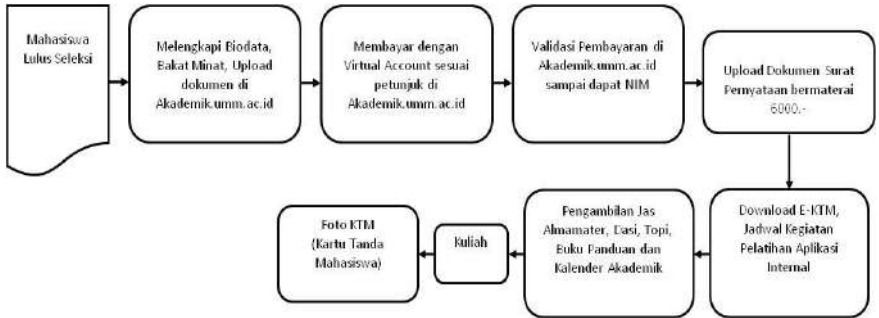 Mahasiswa
Lulus Seleksi
Melengkapi Biodata,
Bakat Minat, Upload
dokumen di
Akademik.umm.ac.id
Membayar dengan
Virtual Account sesuai
petunjuk di
Akademik.umm.ac.id
Validasi Pembayaran di
Akademik.umm.ac.id
sampai dapat NIM
Upload Dokumen Surat
Pernyataan bermaterai
6000,-
Download E-KTM,
Jadwal Kegiatan
Pelatihan Aplikasi
Internal
Pengambilan Jas
Almamater, Dasi, Topi,
Buku Panduan dan
Kalender Akademik
Kuliah
Foto KTM
(Kartu Tanda
Mahasiswa)